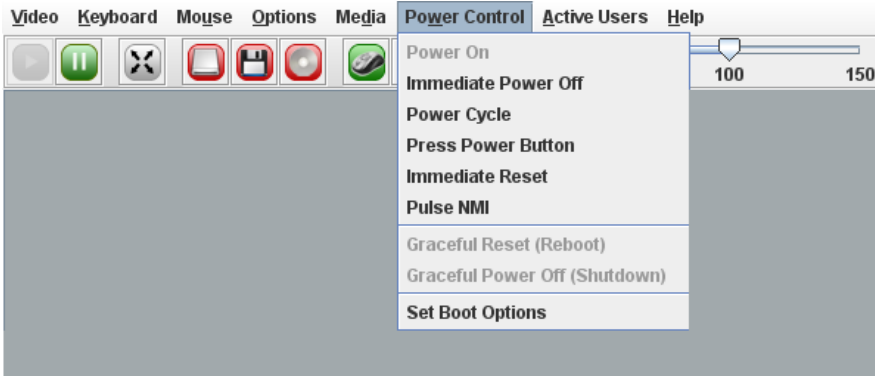 Video Keyboard Mouse Options Media Power Control Active Users Help
Power On
100 150
Immediate Power Off
Power Cycle
Press Power Button
Immediate Reset
Pulse NMI
Graceful Reset (Reboot)
Graceful Power Off (Shutdown)
Set Boot Options